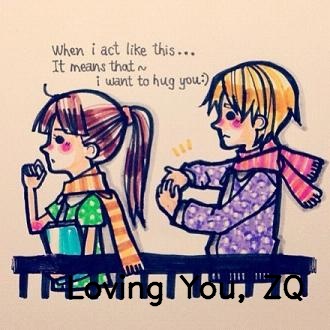 When i act like this...
It means that~
i want to hug you:)
Loving You, ZQ